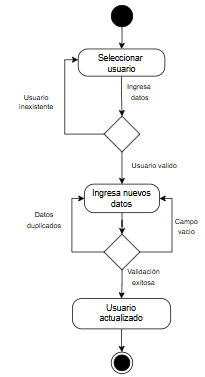 Seleccionar
usuario
Ingresa
datos
Usuario
inexistente
Usuario valido
Ingresa nuevos
datos
Datos
duplicados
Campo
vacio
Validación
exitosa
Usuario
actualizado